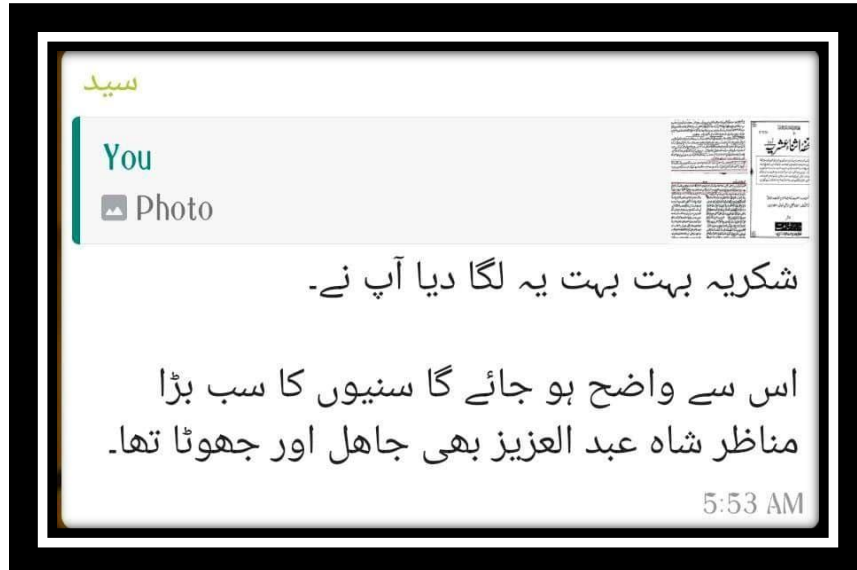 سید
You
Photo
شکریہ بہت بہت یہ لگا دیا آپ نے۔
اس سے واضح ہو جائے گا سنیوں کا سب بڑا
مناظر شاہ عبد العزیز بھی جاھل اور جھوٹا تھا۔
5:53 AM